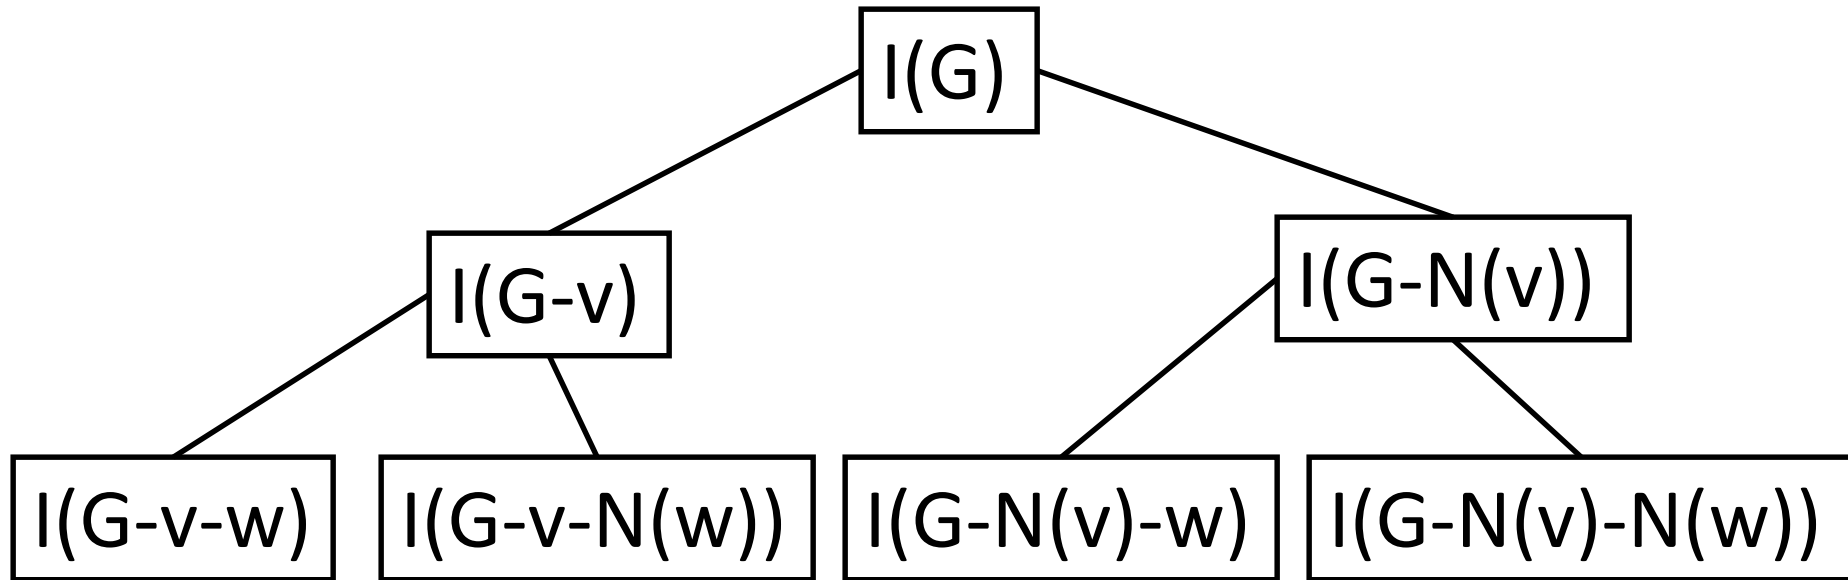 I(G)
I(G-v)
I(G-N(v))
I(G-v-w)
I(G-v-N(w))
I(G-N(v)-w)
I(G-N(v)-N(w))